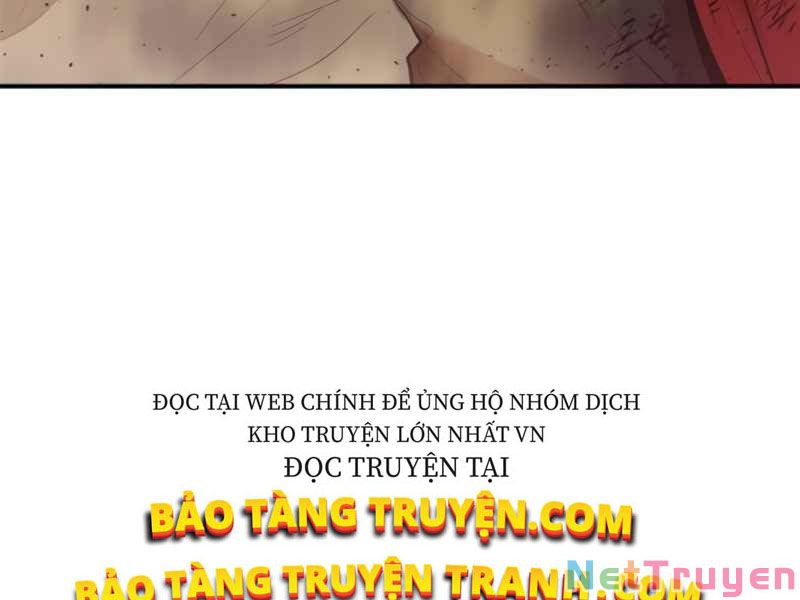 ĐỌC TẠI WEB CHÍNH ĐỂ ỦNG HỘ NHÓM DỊCH
KHO TRUYỆN LỚN NHẤT VN
ĐỌC TRUYỆN TẠI
BẢO TÀNG TRUYỆN.COM
BẢO TÀNG TRUYỆN TRANH.COM
NetTruyen